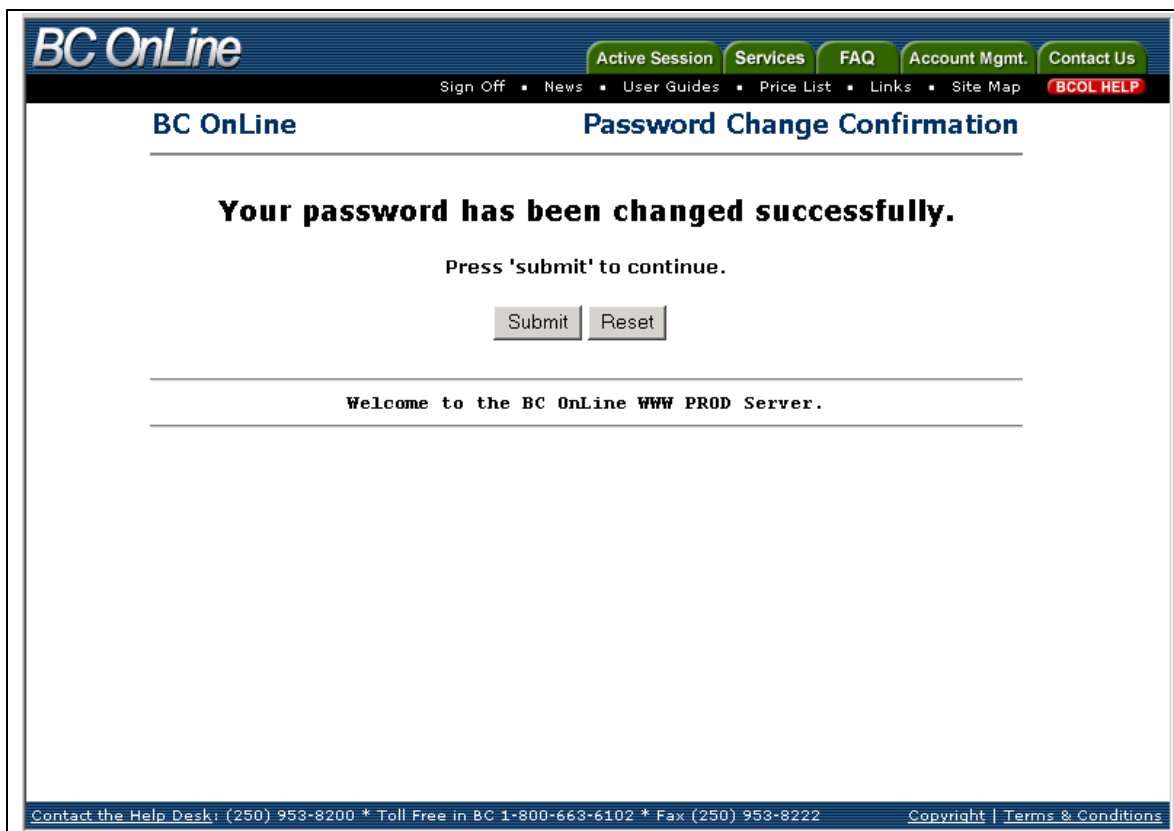 BC OnLine
Active Session Services FAQ Account Mgmt. Contact Us
Sign Off ▪ News ▪ User Guides ▪ Price List ▪ Links ▪ Site Map BCOL HELP
BC OnLine Password Change Confirmation
Your password has been changed successfully.
Press 'submit' to continue.
Submit Reset
Welcome to the BC OnLine WWW PROD Server.
Contact the Help Desk: (250) 953-8200 * Toll Free in BC 1-800-663-6102 * Fax (250) 953-8222 Copyright | Terms & Conditions